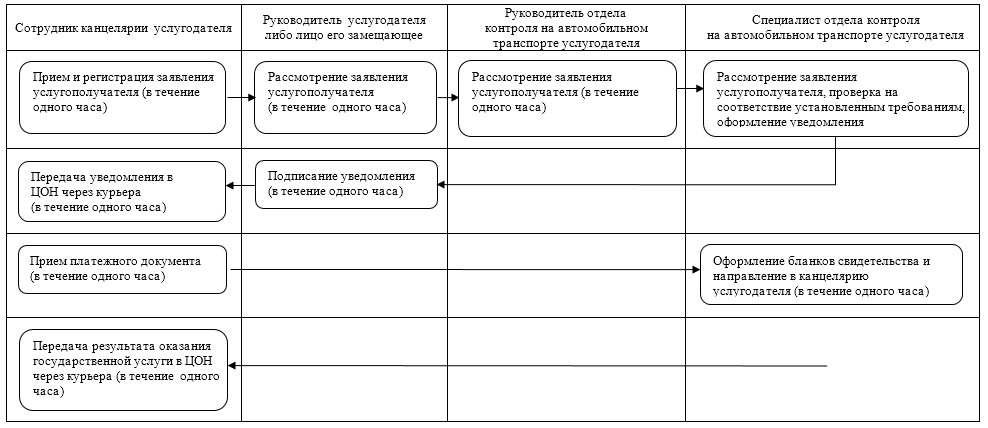 Сотрудник канцелярии услугодателя
Руководитель услугодателя
либо лицо его замещающее
Руководитель отдела
контроля на автомобильном
транспорте услугодателя
Специалист отдела контроля
на автомобильном транспорте услугодателя
Прием и регистрация заявления
услугополучателя (в течение
одного часа)
Рассмотрение заявления
услугополучателя
(в течение одного часа)
Рассмотрение заявления
услугополучателя (в течение
одного часа)
Рассмотрение заявления
услугополучателя, проверка на
соответствие установленным требованиям,
оформление уведомления
Передача уведомления в
ЦОН через курьера
(в течение одного часа)
Подписание уведомления
(в течение одного часа)
Прием платежного документа
(в течение одного часа)
Оформление бланков свидетельства и
направление в канцелярию
услугодателя (в течение одного часа)
Передача результата оказания
государственной услуги в ЦОН
через курьера (в течение одного
часа)